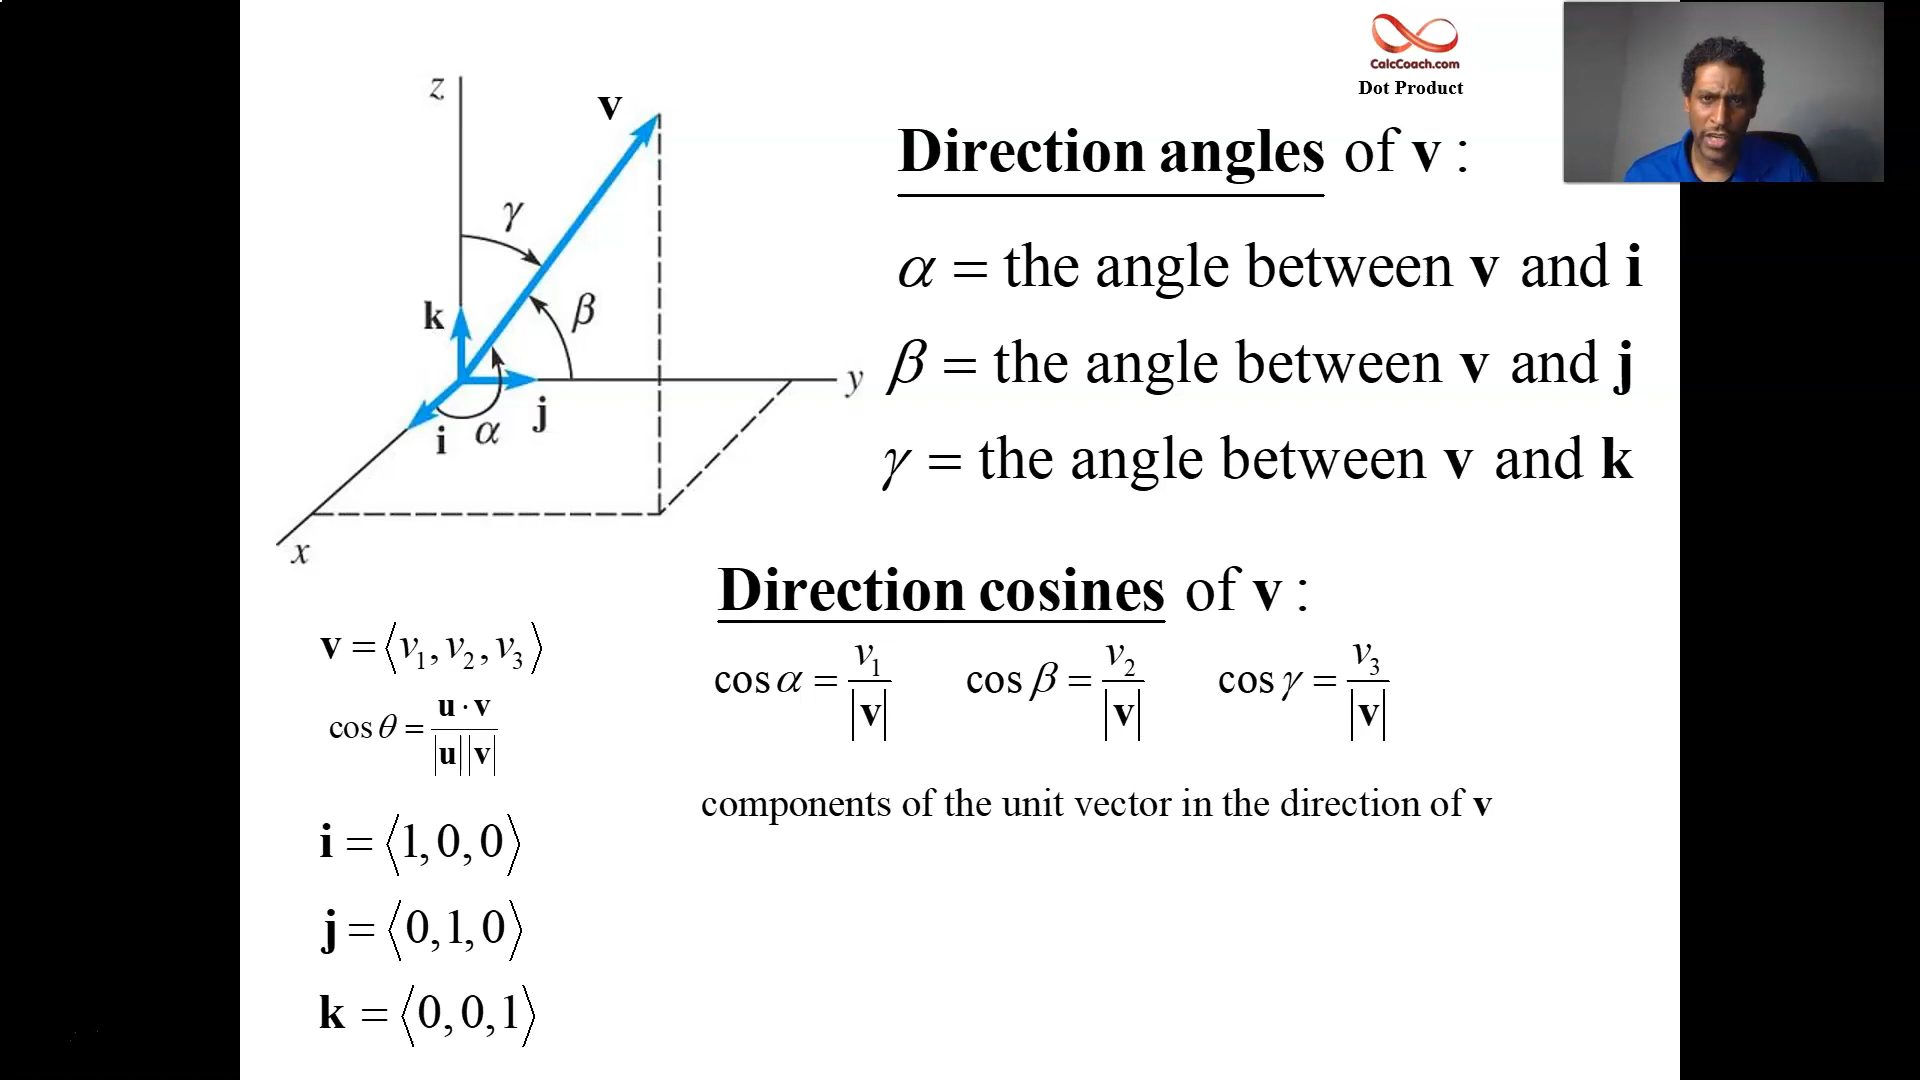 CalcCoach.com
Dot Product
z
v
γ
k
β
y
j
i
α
x
Direction angles of v :
α = the angle between v and i
β = the angle between v and j
γ = the angle between v and k
Direction cosines of v :
cos α = v₁/|v| cos β = v₂/|v| cos γ = v₃/|v|
components of the unit vector in the direction of v
v = ⟨v₁, v₂, v₃⟩
cos θ = u · v/|u||v|
i = ⟨1, 0, 0⟩
j = ⟨0, 1, 0⟩
k = ⟨0, 0, 1⟩